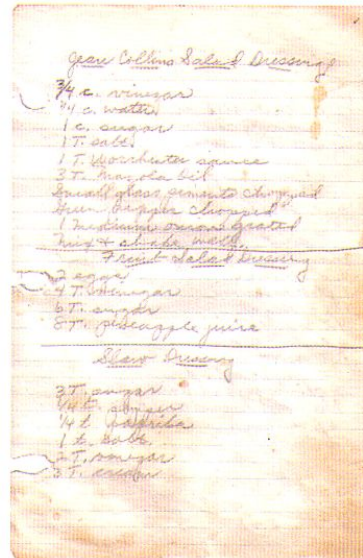 Jean Collins Salad Dressing
3/4 c. vinegar
1/4 c. water
1 c. sugar
1 T. salt
1 T. Worchester sauce
3 T. Mazola oil
Small glass pimento chopped
Green pepper chopped
1 medium onion grated
mix & shake well.
Fruit Salad Dressing
2 eggs
4 T. vinegar
6 T. sugar
8 T. pineapple juice
Slaw Dressing
3 T. sugar
1/4 t. pepper
1/4 t. paprika
1 t. salt
2 T. vinegar
3 T. cream